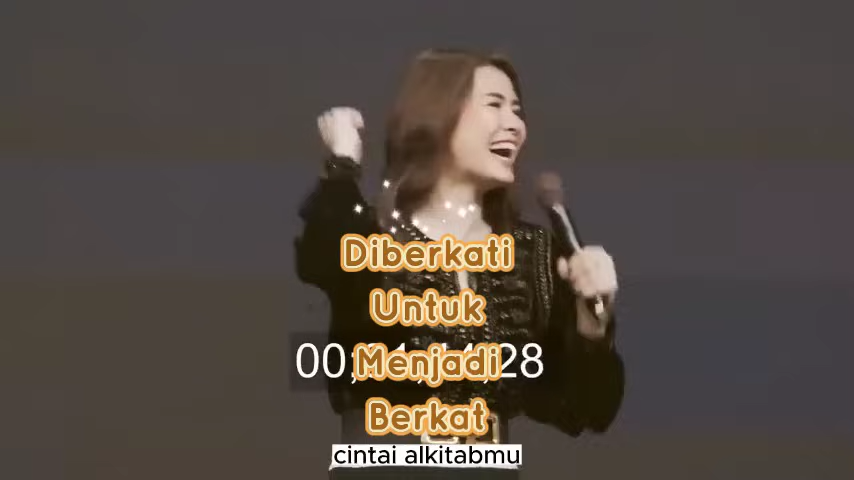 Diberkati
Untuk
Menjadi
Berkat
cintai alkitabmu